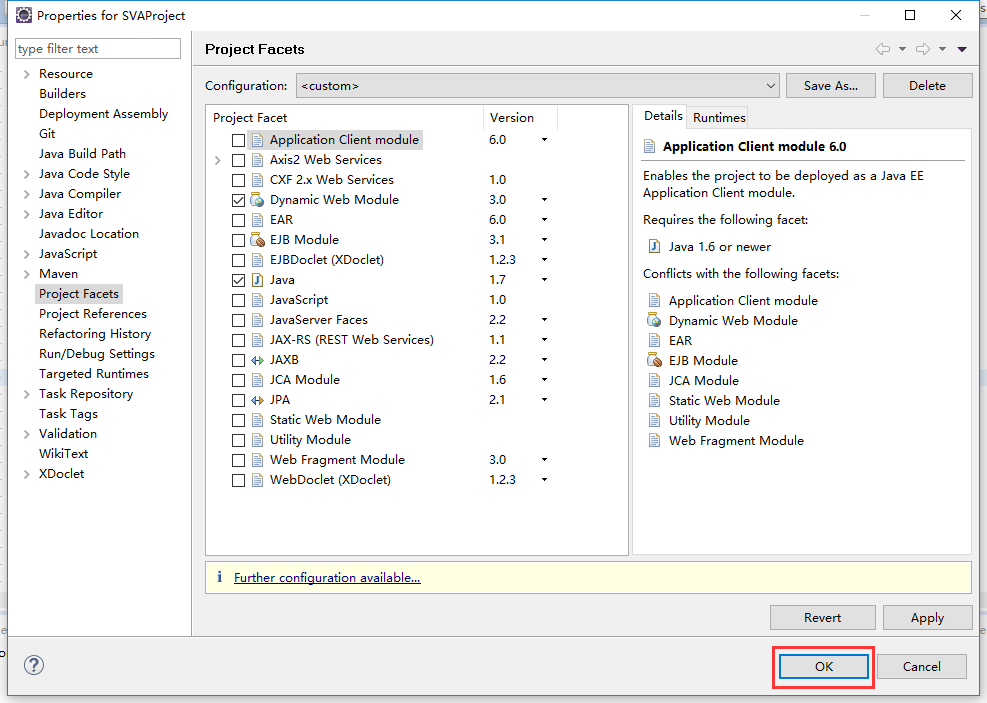 Properties for SVAProject
type filter text
Resource
Builders
Deployment Assembly
Git
Java Build Path
Java Code Style
Java Compiler
Java Editor
Javadoc Location
JavaScript
Maven
Project Facets
Project References
Refactoring History
Run/Debug Settings
Targeted Runtimes
Task Repository
Task Tags
Validation
WikiText
XDoclet
Project Facets
Configuration: <custom> Save As... Delete
Project Facet Version
Application Client module 6.0
Axis2 Web Services
CXF 2.x Web Services 1.0
Dynamic Web Module 3.0
EAR 6.0
EJB Module 3.1
EJBDoclet (XDoclet) 1.2.3
Java 1.7
JavaScript 1.0
JavaServer Faces 2.2
JAX-RS (REST Web Services) 1.1
JAXB 2.2
JCA Module 1.6
JPA 2.1
Static Web Module
Utility Module
Web Fragment Module 3.0
WebDoclet (XDoclet) 1.2.3
Details Runtimes
Application Client module 6.0
Enables the project to be deployed as a Java EE
Application Client module.
Requires the following facet:
Java 1.6 or newer
Conflicts with the following facets:
Application Client module
Dynamic Web Module
EAR
EJB Module
JCA Module
Static Web Module
Utility Module
Web Fragment Module
Further configuration available...
Revert Apply
OK Cancel